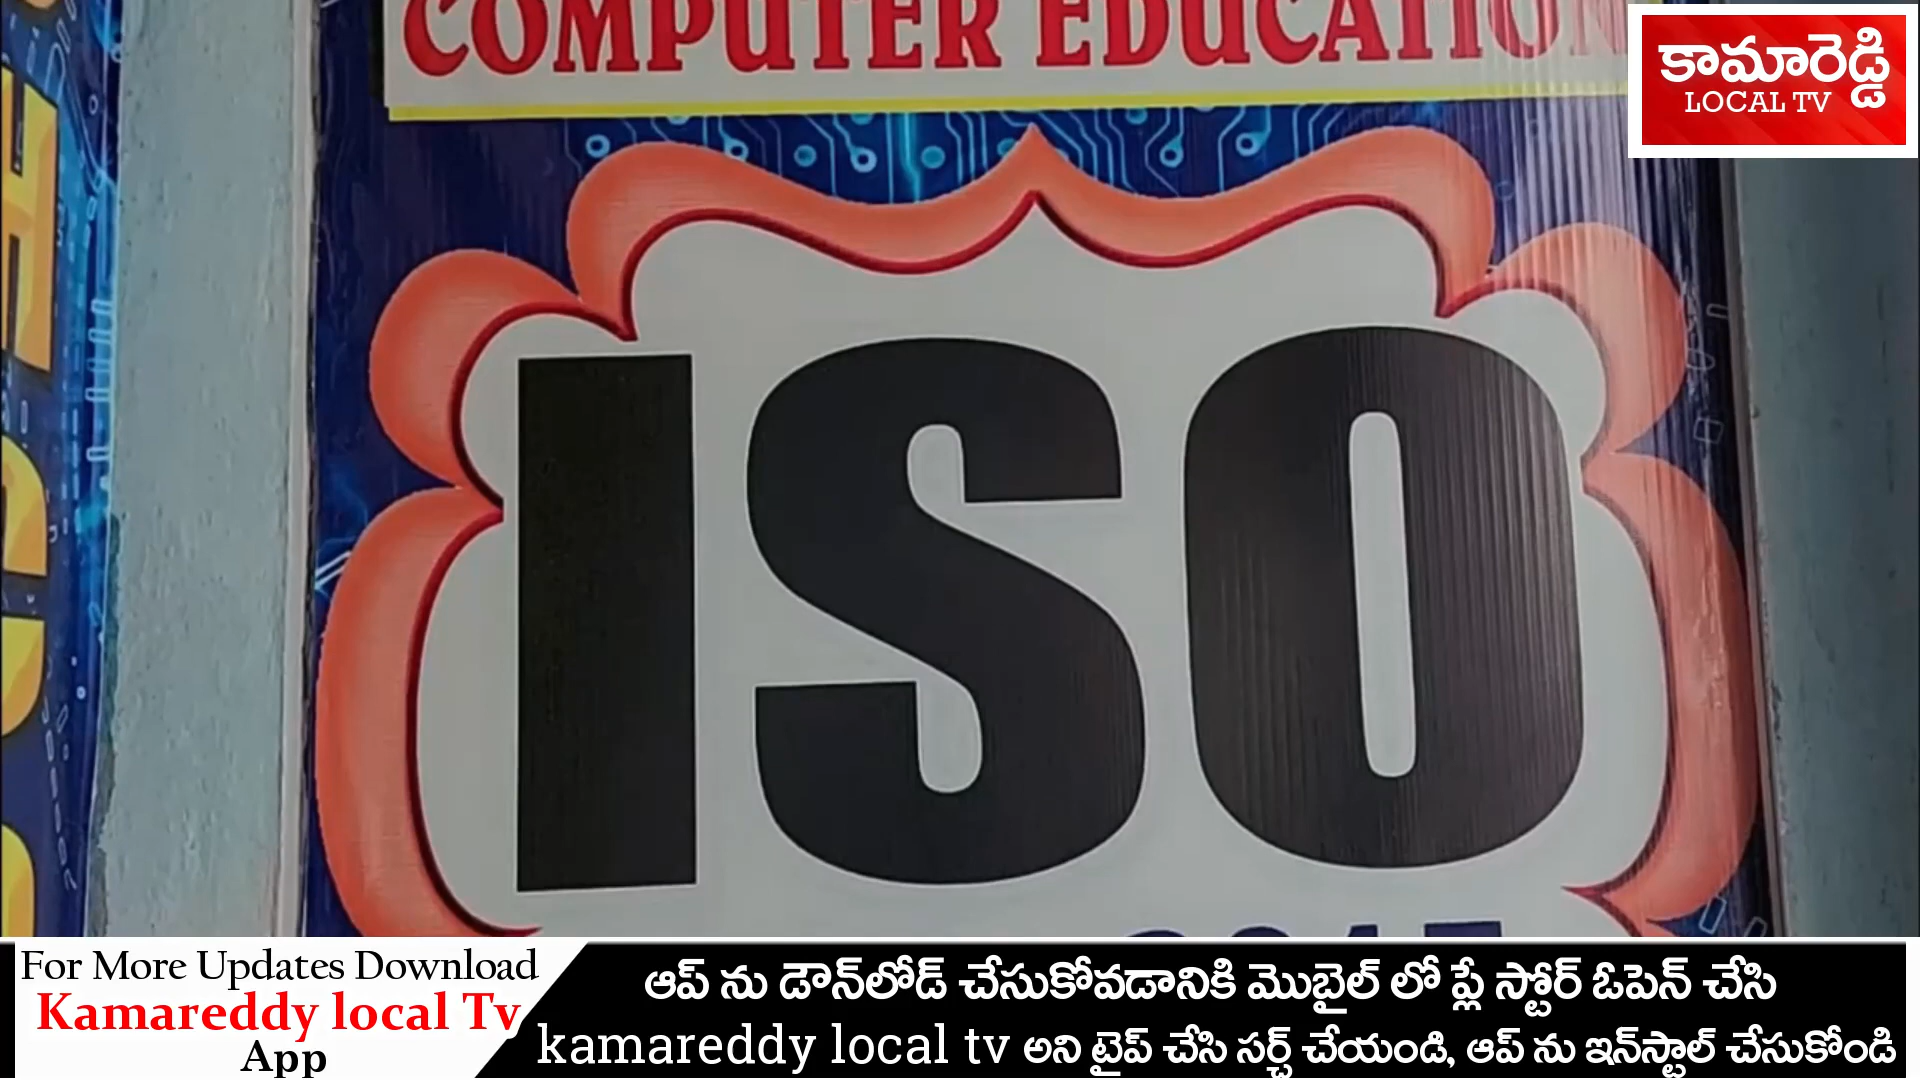 COMPUTER EDUCATION
కామారెడ్డి
LOCAL TV
ISO
For More Updates Download
Kamareddy local Tv
App
ఆప్ ను డౌన్‌లోడ్ చేసుకోవడానికి మొబైల్ లో ప్లే స్టోర్ ఓపెన్ చేసి
kamareddy local tv అని టైప్ చేసి సర్చ్ చేయండి, ఆప్ ను ఇన్‌స్టాల్ చేసుకోండి